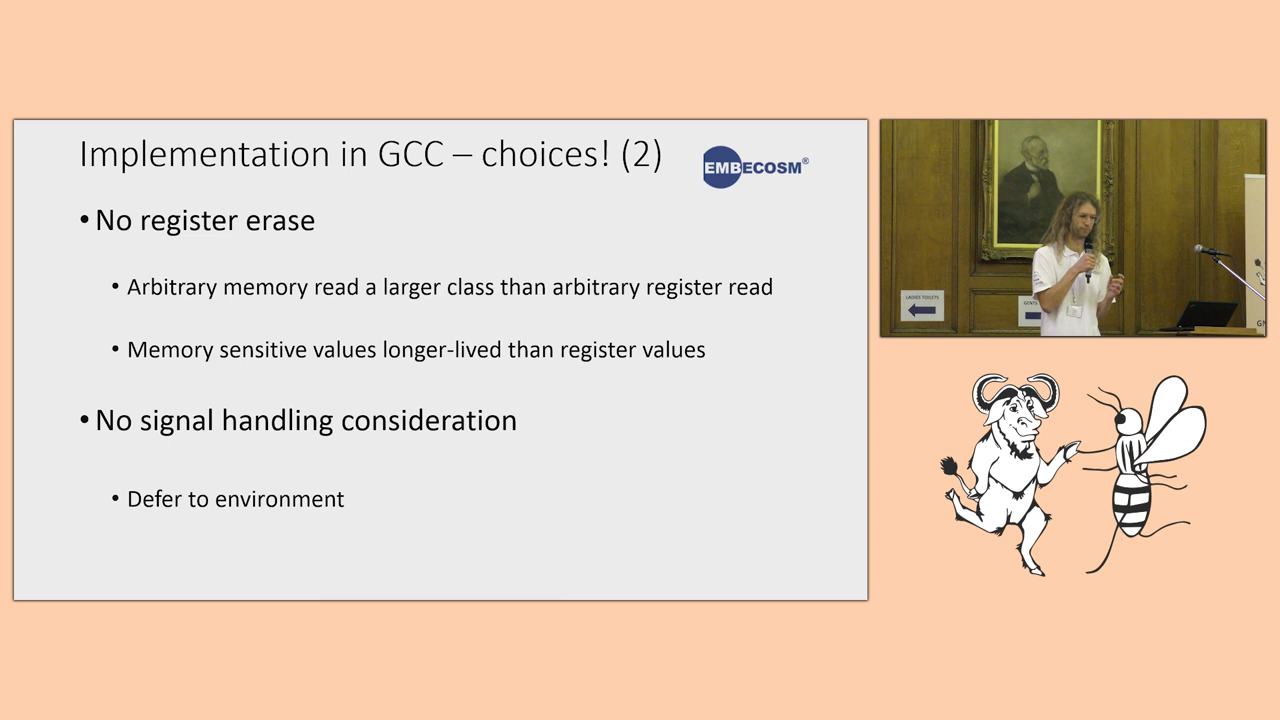 Implementation in GCC – choices! (2)
EMBECOSM®
• No register erase
• Arbitrary memory read a larger class than arbitrary register read
• Memory sensitive values longer-lived than register values
• No signal handling consideration
• Defer to environment
LADIES TOILETS
GENTS